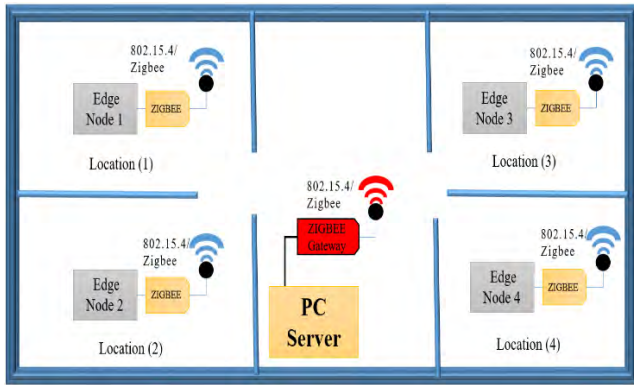 802.15.4/
Zigbee
Edge
Node 1
ZIGBEE
Location (1)
802.15.4/
Zigbee
Edge
Node 3
ZIGBEE
Location (3)
802.15.4/
Zigbee
ZIGBEE
Gateway
PC
Server
802.15.4/
Zigbee
Edge
Node 2
ZIGBEE
Location (2)
802.15.4/
Zigbee
Edge
Node 4
ZIGBEE
Location (4)